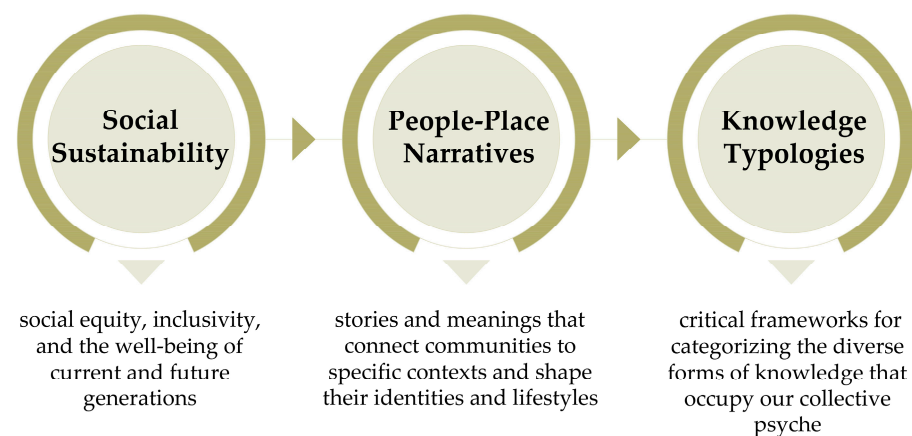 Social
Sustainability
People-Place
Narratives
Knowledge
Typologies
social equity, inclusivity,
and the well-being of
current and future
generations
stories and meanings that
connect communities to
specific contexts and shape
their identities and lifestyles
critical frameworks for
categorizing the diverse
forms of knowledge that
occupy our collective
psyche